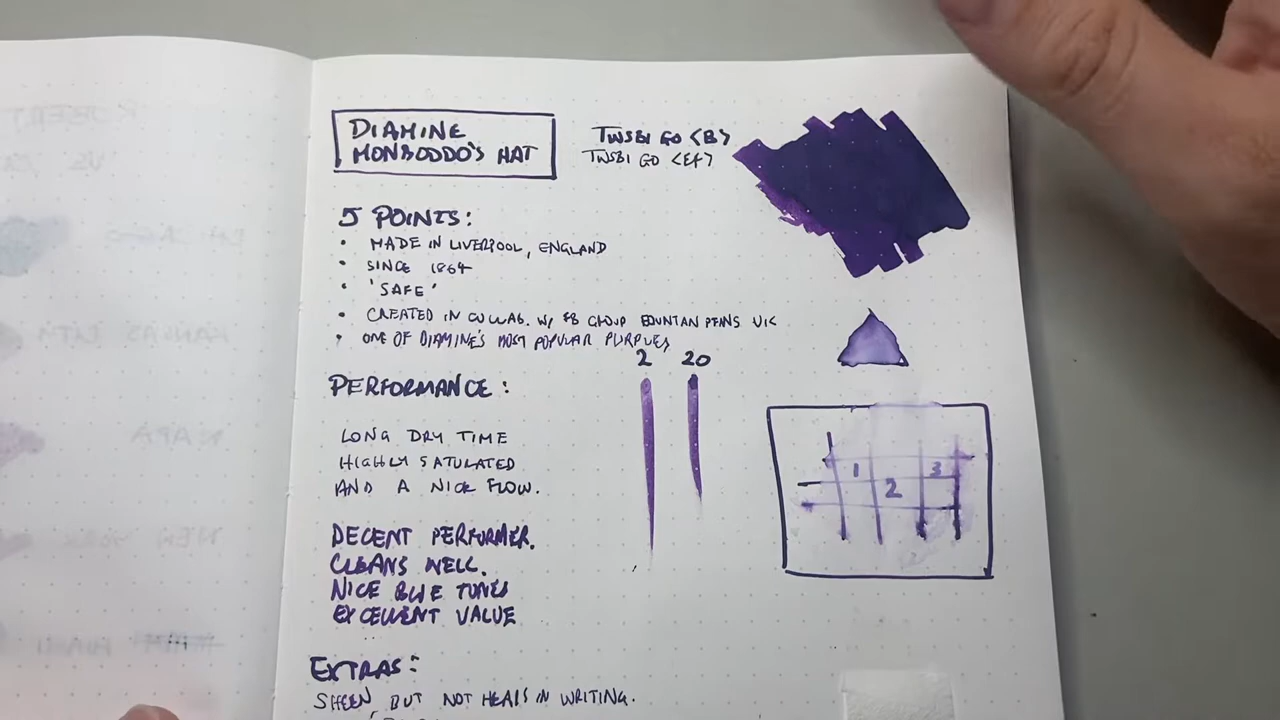 DIAMINE
MONBODDO'S HAT
TWSBI GO <B>
TWSBI GO <EF>
5 POINTS:
• MADE IN LIVERPOOL, ENGLAND
• SINCE 1864
• 'SAFE'
• CREATED IN COLLAB. W/ FB GROUP FOUNTAIN PENS UK
• ONE OF DIAMINE'S MOST POPULAR PURPLES
2 20
PERFORMANCE:
LONG DRY TIME
HIGHLY SATURATED
AND A NICE FLOW.
1 2 3
DECENT PERFORMER.
CLEANS WELL.
NICE BLUE TONES
EXCELLENT VALUE
EXTRAS:
SHEEN BUT NOT HEAPS IN WRITING.